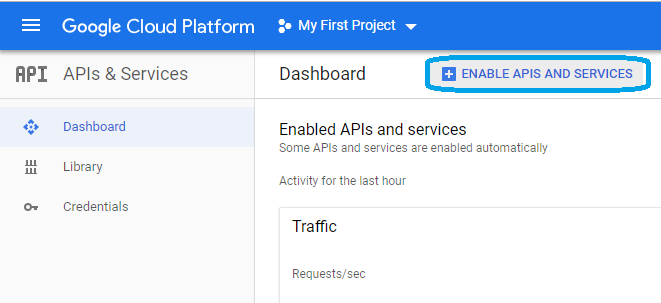 Google Cloud Platform My First Project
API APIs & Services Dashboard ENABLE APIS AND SERVICES
Dashboard
Library
Credentials
Enabled APIs and services
Some APIs and services are enabled automatically
Activity for the last hour
Traffic
Requests/sec